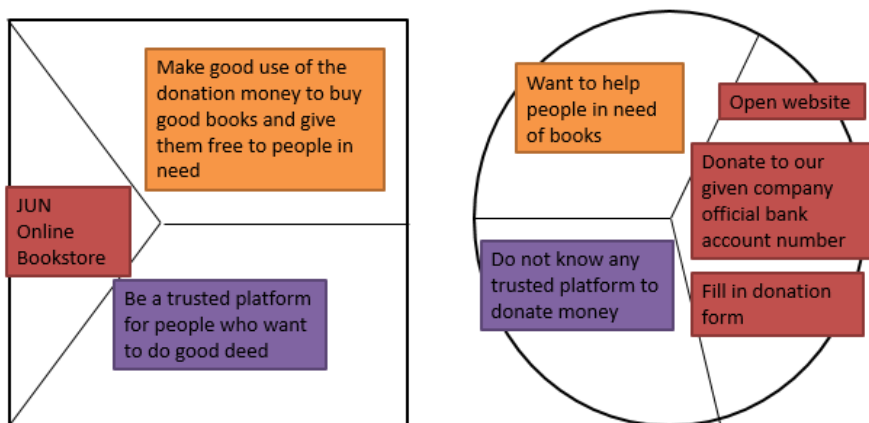 Make good use of the
donation money to buy
good books and give
them free to people in
need
JUN
Online
Bookstore
Be a trusted platform
for people who want
to do good deed
Want to help
people in need
of books
Open website
Donate to our
given company
official bank
account number
Do not know any
trusted platform to
donate money
Fill in donation
form